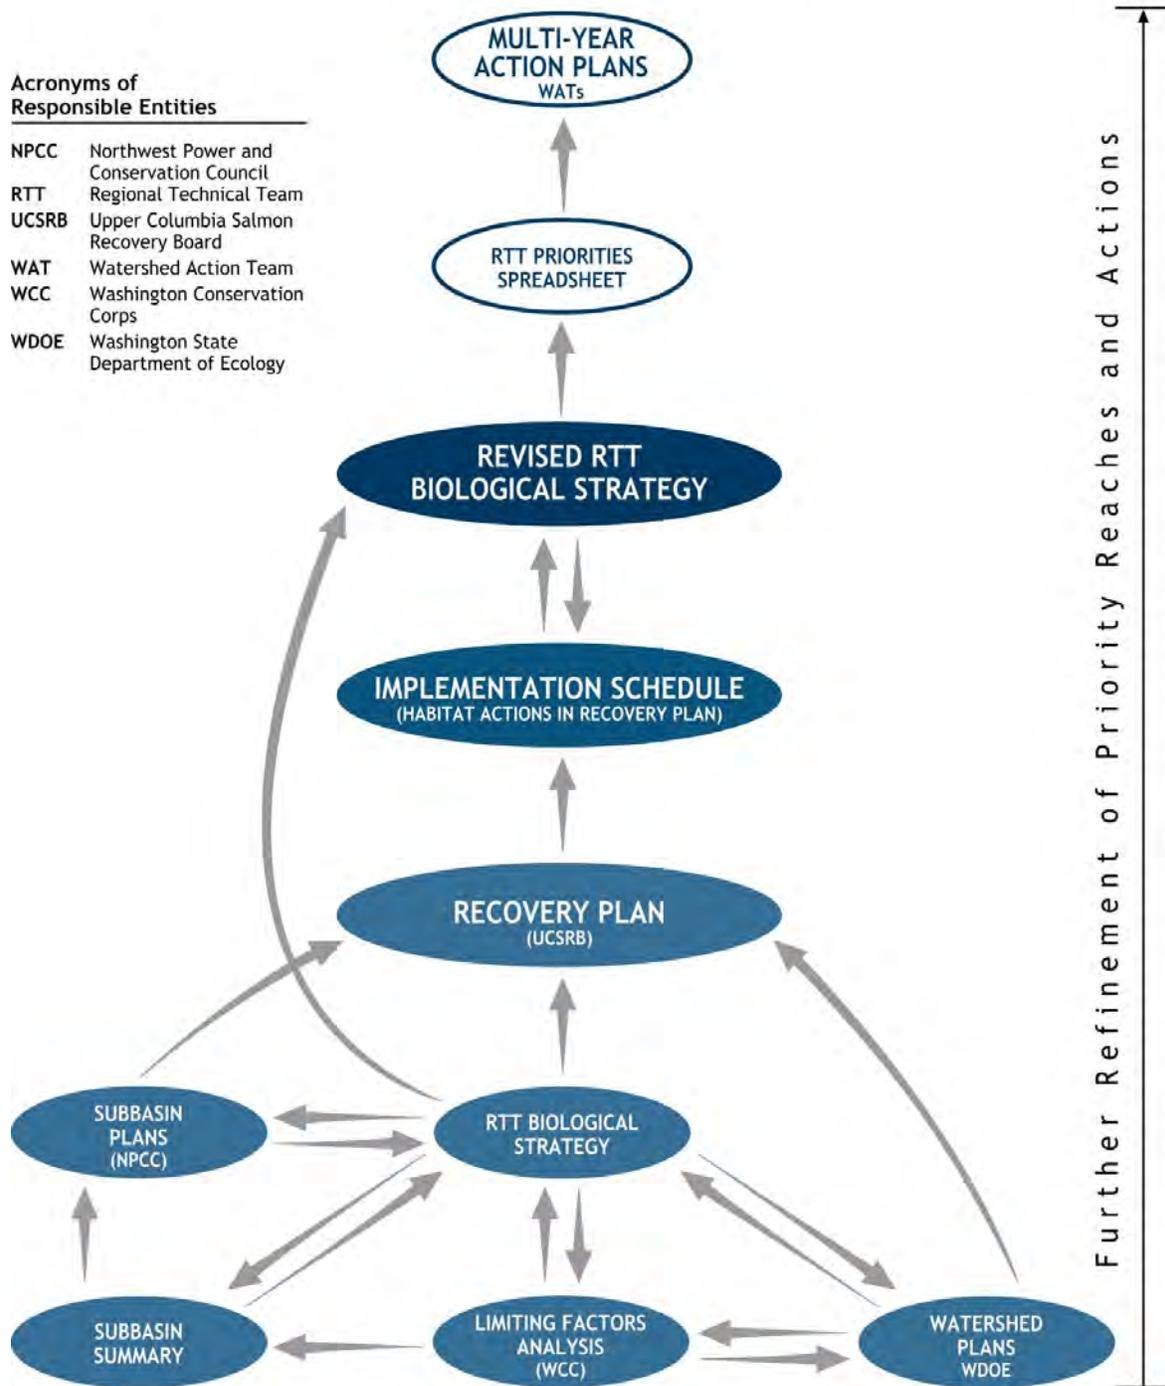 MULTI-YEAR
ACTION PLANS
WATs
Acronyms of
Responsible Entities
NPCC Northwest Power and
Conservation Council
RTT Regional Technical Team
UCSRB Upper Columbia Salmon
Recovery Board
WAT Watershed Action Team
WCC Washington Conservation
Corps
WDOE Washington State
Department of Ecology
RTT PRIORITIES
SPREADSHEET
REVISED RTT
BIOLOGICAL STRATEGY
IMPLEMENTATION SCHEDULE
(HABITAT ACTIONS IN RECOVERY PLAN)
RECOVERY PLAN
(UCSRB)
SUBBASIN
PLANS
(NPCC)
RTT BIOLOGICAL
STRATEGY
SUBBASIN
SUMMARY
LIMITING FACTORS
ANALYSIS
(WCC)
WATERSHED
PLANS
WDOE
Further Refinement of Priority Reaches and Actions